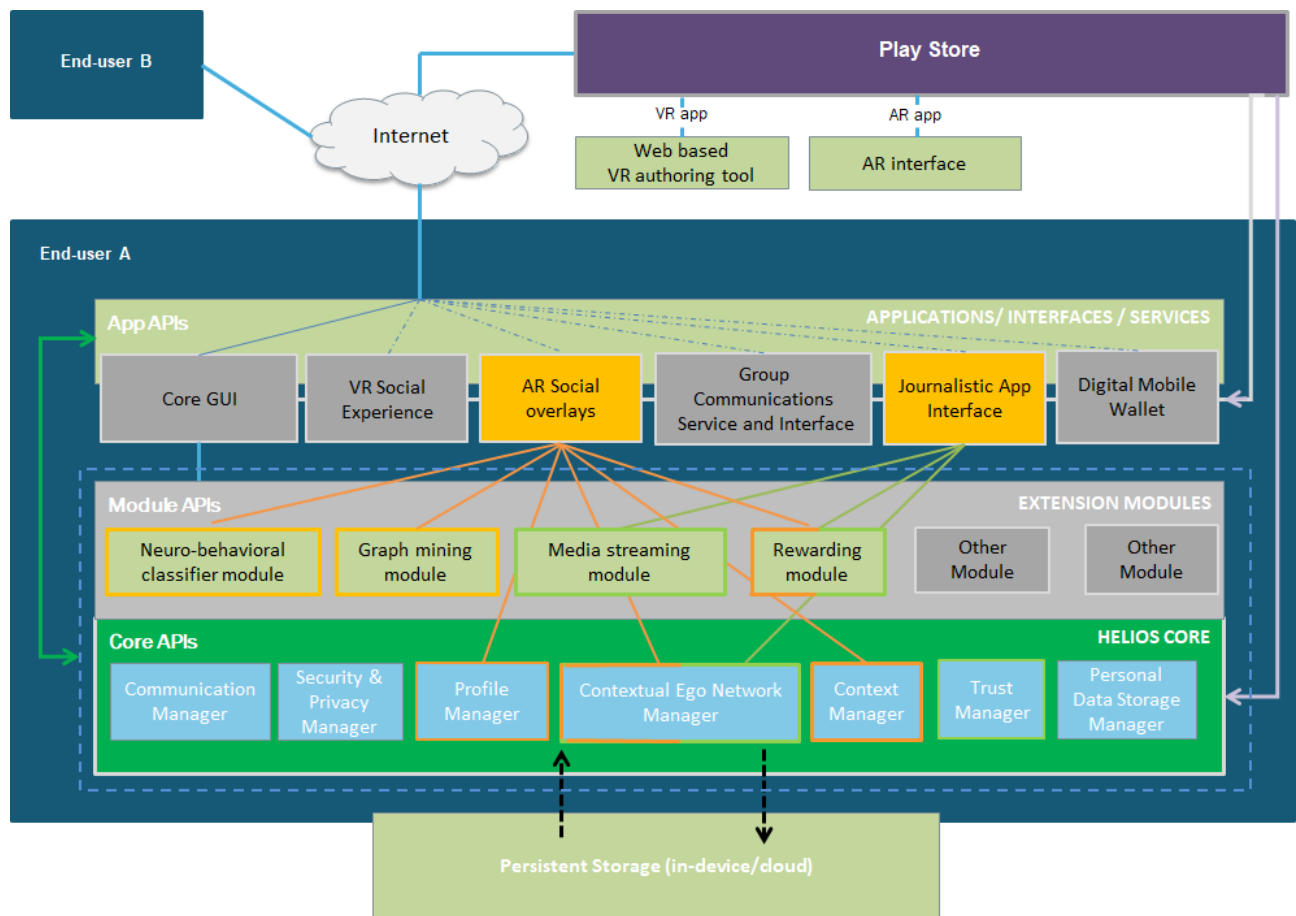 End-user B
Play Store
Internet
VR app
AR app
Web based
VR authoring tool
AR interface
End-user A
App APIs
APPLICATIONS/ INTERFACES / SERVICES
Core GUI
VR Social
Experience
AR Social
overlays
Group
Communications
Service and Interface
Journalistic App
Interface
Digital Mobile
Wallet
Module APIs
EXTENSION MODULES
Neuro-behavioral
classifier module
Graph mining
module
Media streaming
module
Rewarding
module
Other
Module
Other
Module
Core APIs
HELIOS CORE
Communication
Manager
Security &
Privacy
Manager
Profile
Manager
Contextual Ego Network
Manager
Context
Manager
Trust
Manager
Personal
Data Storage
Manager
Persistent Storage (in-device/cloud)